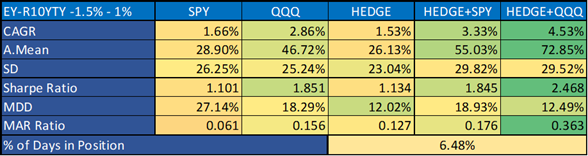 EY-R10YTY -1.5% - 1% SPY QQQ HEDGE HEDGE+SPY HEDGE+QQQ
CAGR 1.66% 2.86% 1.53% 3.33% 4.53%
A.Mean 28.90% 46.72% 26.13% 55.03% 72.85%
SD 26.25% 25.24% 23.04% 29.82% 29.52%
Sharpe Ratio 1.101 1.851 1.134 1.845 2.468
MDD 27.14% 18.29% 12.02% 18.93% 12.49%
MAR Ratio 0.061 0.156 0.127 0.176 0.363
% of Days in Position 6.48%